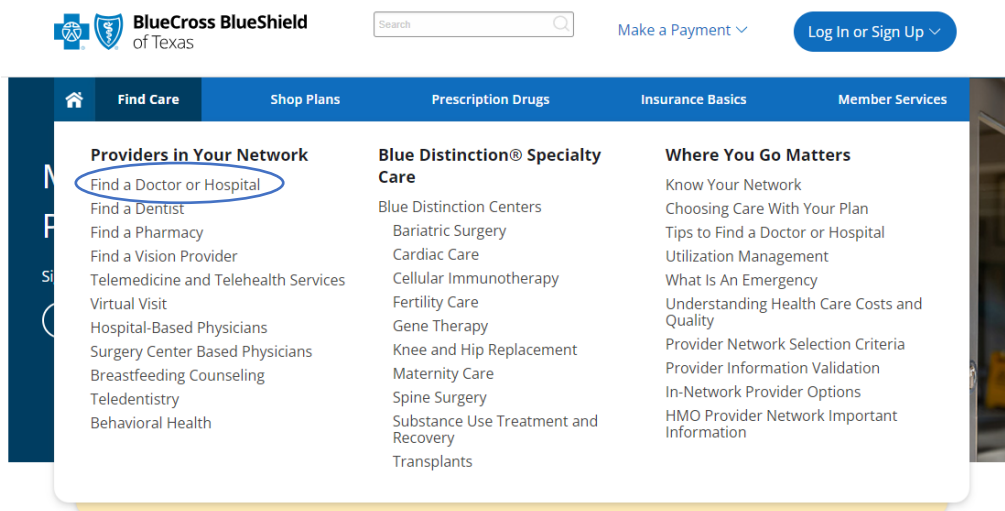 BlueCross BlueShield
of Texas
Search
Make a Payment
Log In or Sign Up
Find Care
Shop Plans
Prescription Drugs
Insurance Basics
Member Services
Providers in Your Network
Find a Doctor or Hospital
Find a Dentist
Find a Pharmacy
Find a Vision Provider
Telemedicine and Telehealth Services
Virtual Visit
Hospital-Based Physicians
Surgery Center Based Physicians
Breastfeeding Counseling
Teledentistry
Behavioral Health
Blue Distinction® Specialty
Care
Blue Distinction Centers
Bariatric Surgery
Cardiac Care
Cellular Immunotherapy
Fertility Care
Gene Therapy
Knee and Hip Replacement
Maternity Care
Spine Surgery
Substance Use Treatment and
Recovery
Transplants
Where You Go Matters
Know Your Network
Choosing Care With Your Plan
Tips to Find a Doctor or Hospital
Utilization Management
What Is An Emergency
Understanding Health Care Costs and
Quality
Provider Network Selection Criteria
Provider Information Validation
In-Network Provider Options
HMO Provider Network Important
Information